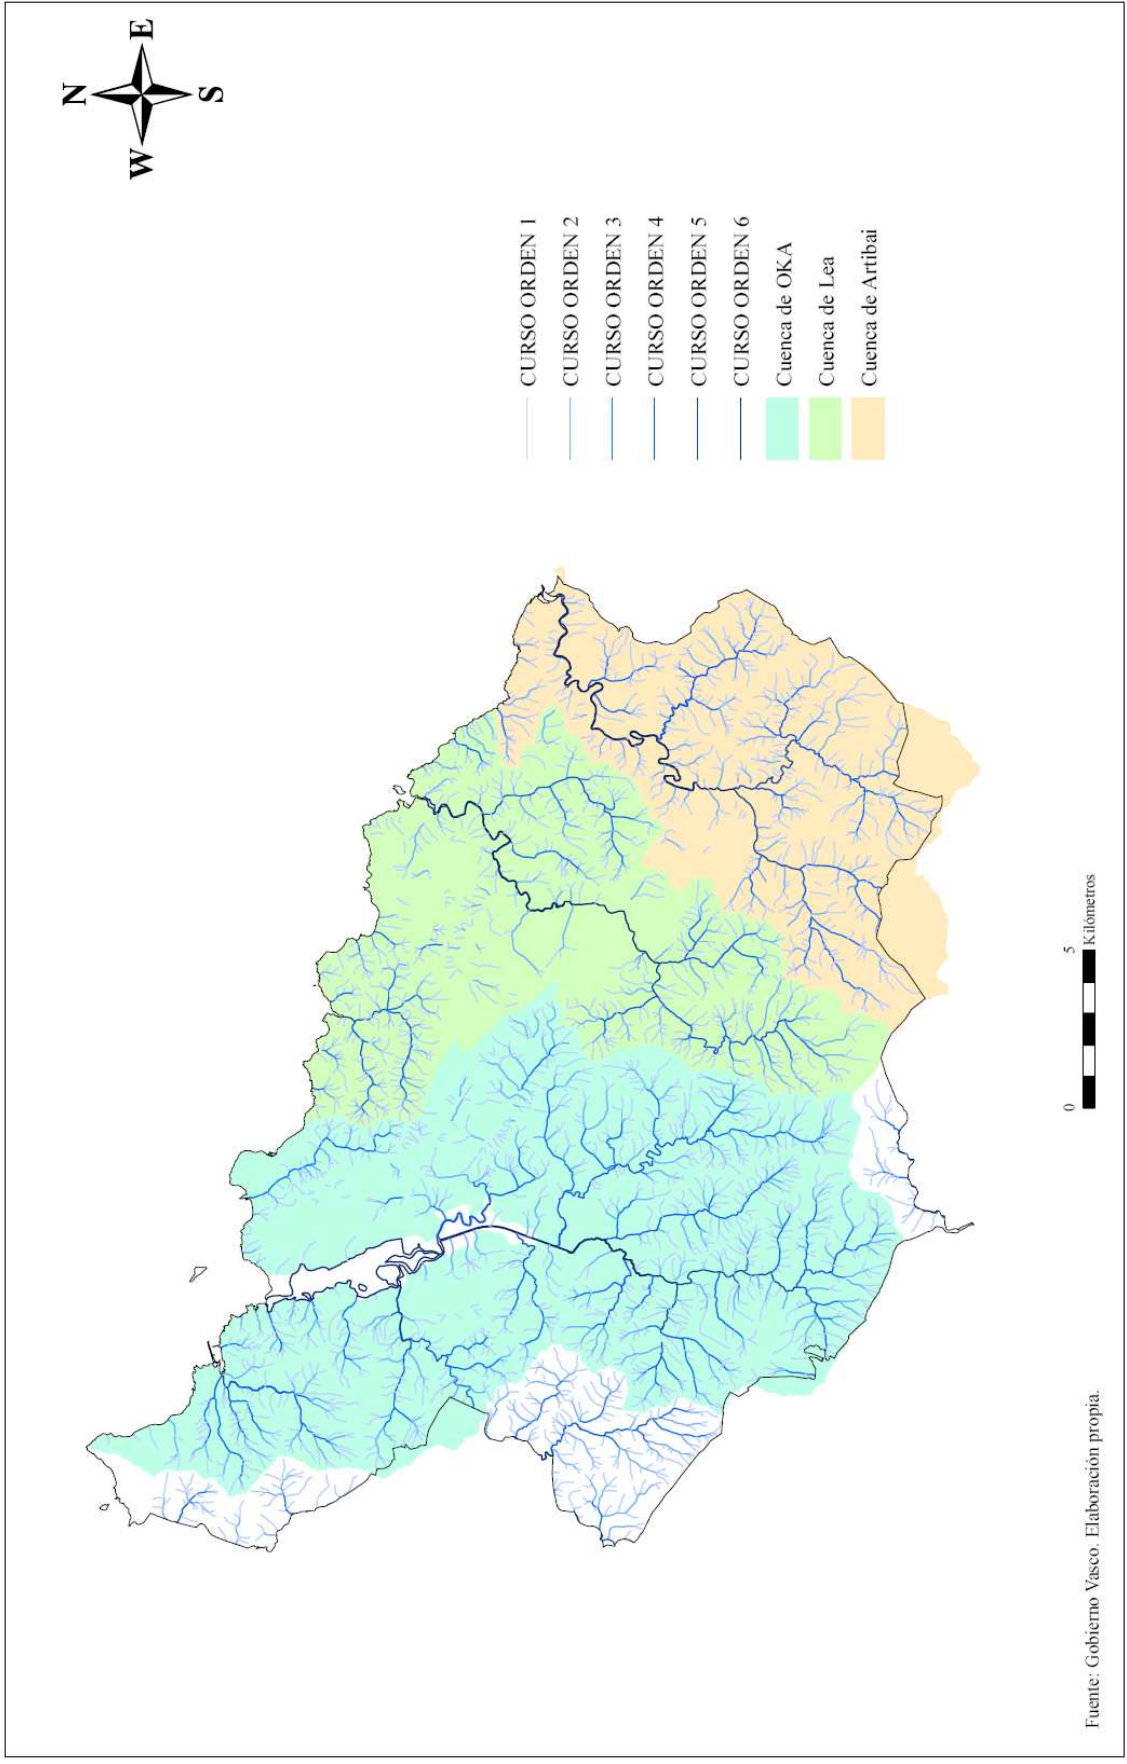 N
W
E
S
CURSO ORDEN 1
CURSO ORDEN 2
CURSO ORDEN 3
CURSO ORDEN 4
CURSO ORDEN 5
CURSO ORDEN 6
Cuenca de OKA
Cuenca de Lea
Cuenca de Artibai
0 5
Kilómetros
Fuente: Gobierno Vasco. Elaboración propia.